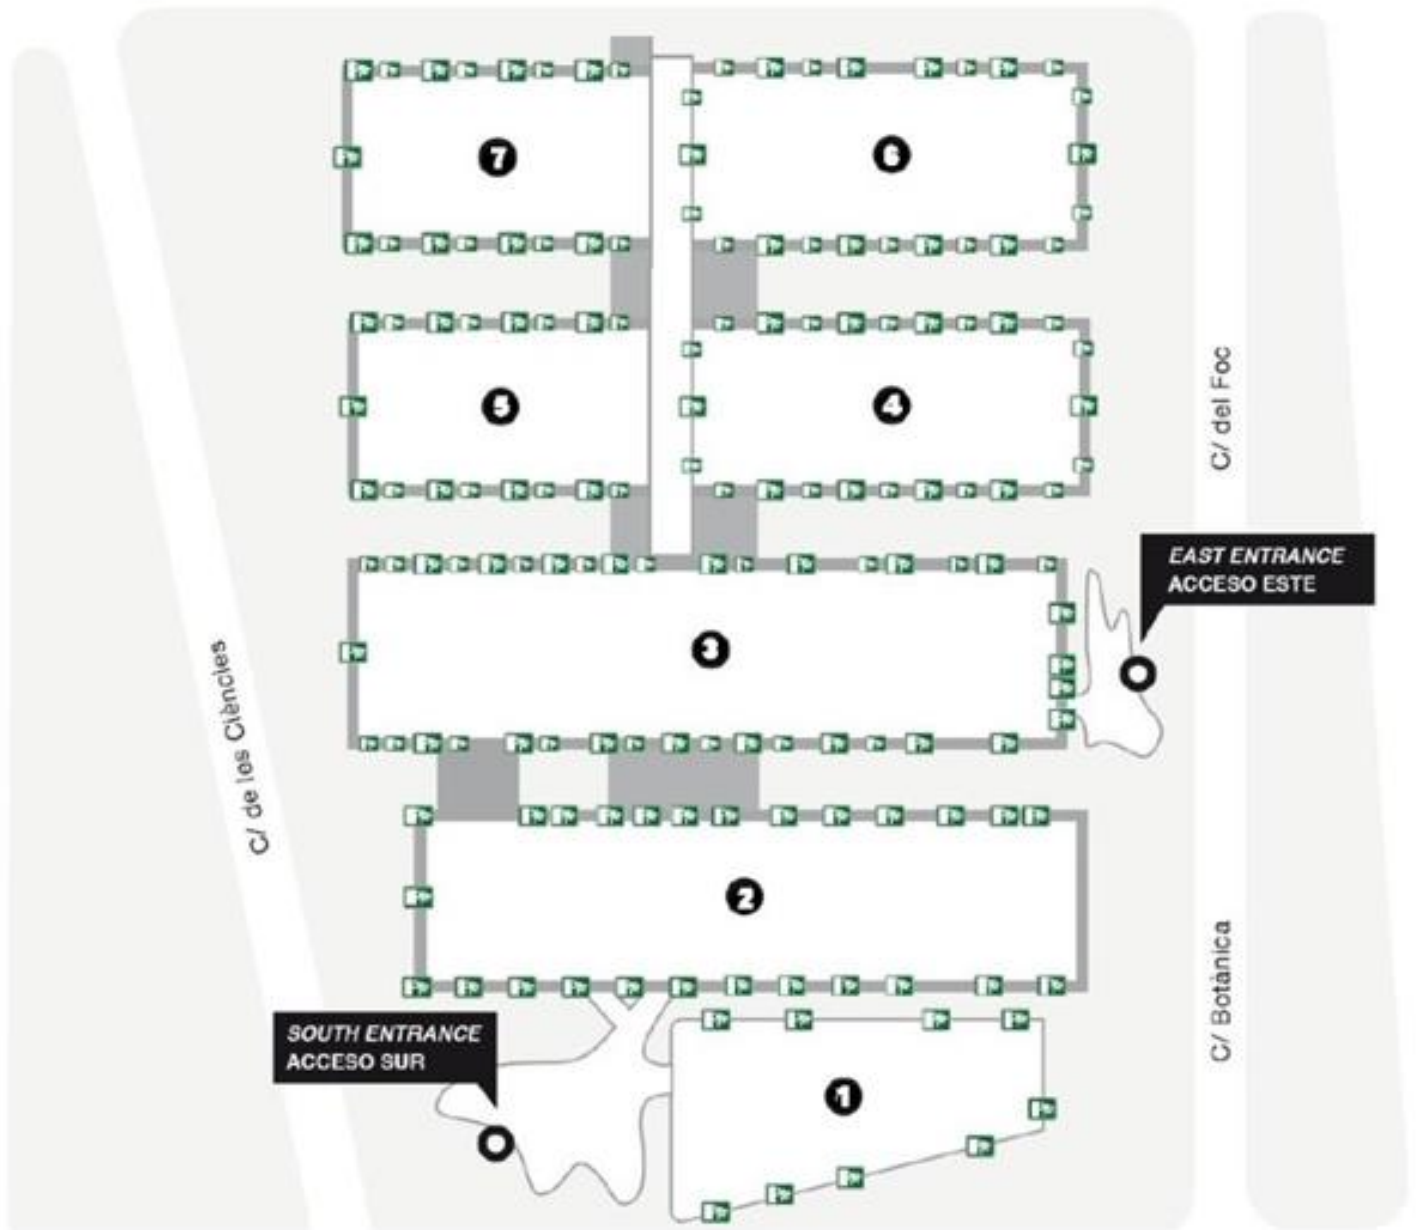 7
6
5
4
C/ del Foc
EAST ENTRANCE
ACCESO ESTE
3
C/ de les Ciències
2
C/ Botànica
SOUTH ENTRANCE
ACCESO SUR
1